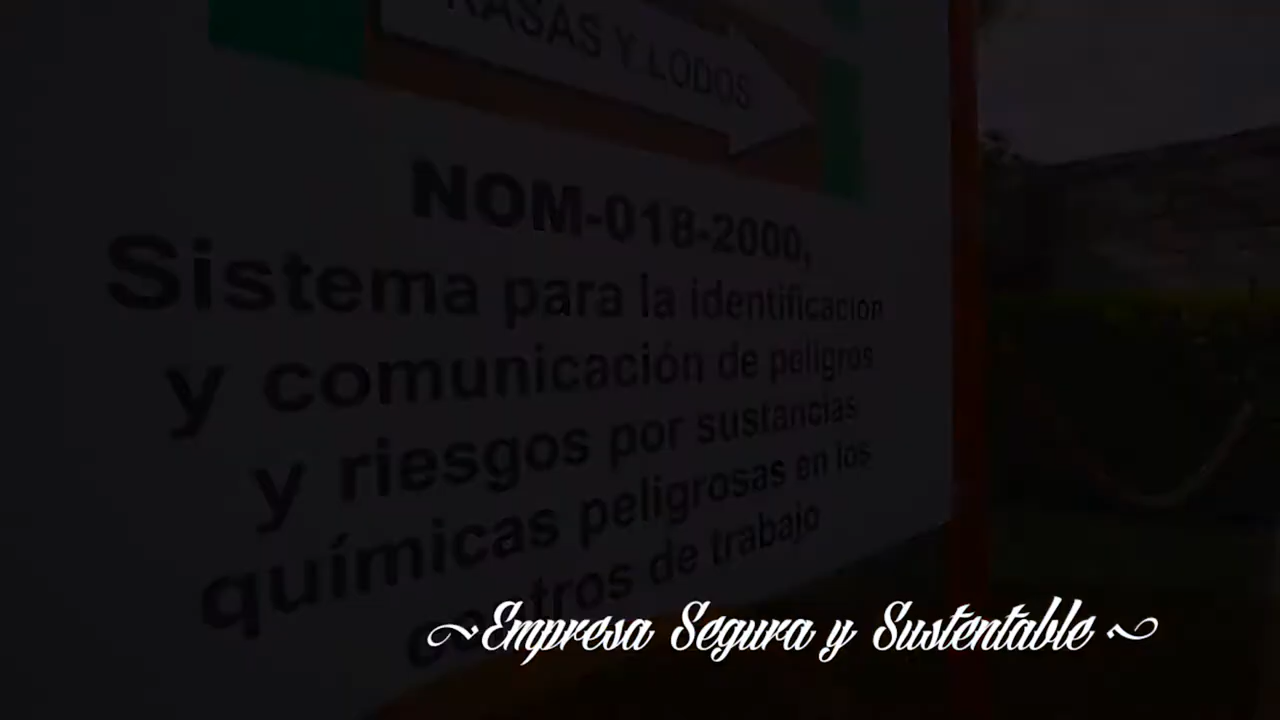 RASAS Y LODOS
NOM-018-2000,
Sistema para la identificación
y comunicación de peligros
y riesgos por sustancias
químicas peligrosas en los
centros de trabajo
~Empresa Segura y Sustentable~